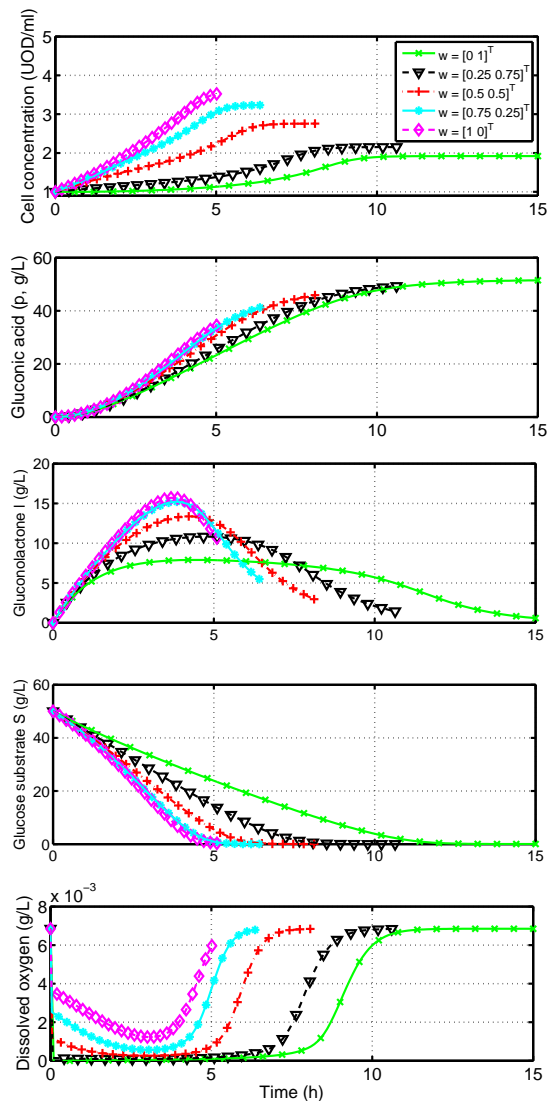 Cell concentration (UOD/ml)
5
4
3
2
1
0 5 10 15
w = [0 1]^T
w = [0.25 0.75]^T
w = [0.5 0.5]^T
w = [0.75 0.25]^T
w = [1 0]^T
Gluconic acid (p, g/L)
60
40
20
0
0 5 10 15
Gluconolactone l (g/L)
20
15
10
5
0
0 5 10 15
Glucose substrate S (g/L)
60
40
20
0
0 5 10 15
Dissolved oxygen (g/L)
x 10^-3
8
6
4
2
0
0 5 10 15
Time (h)